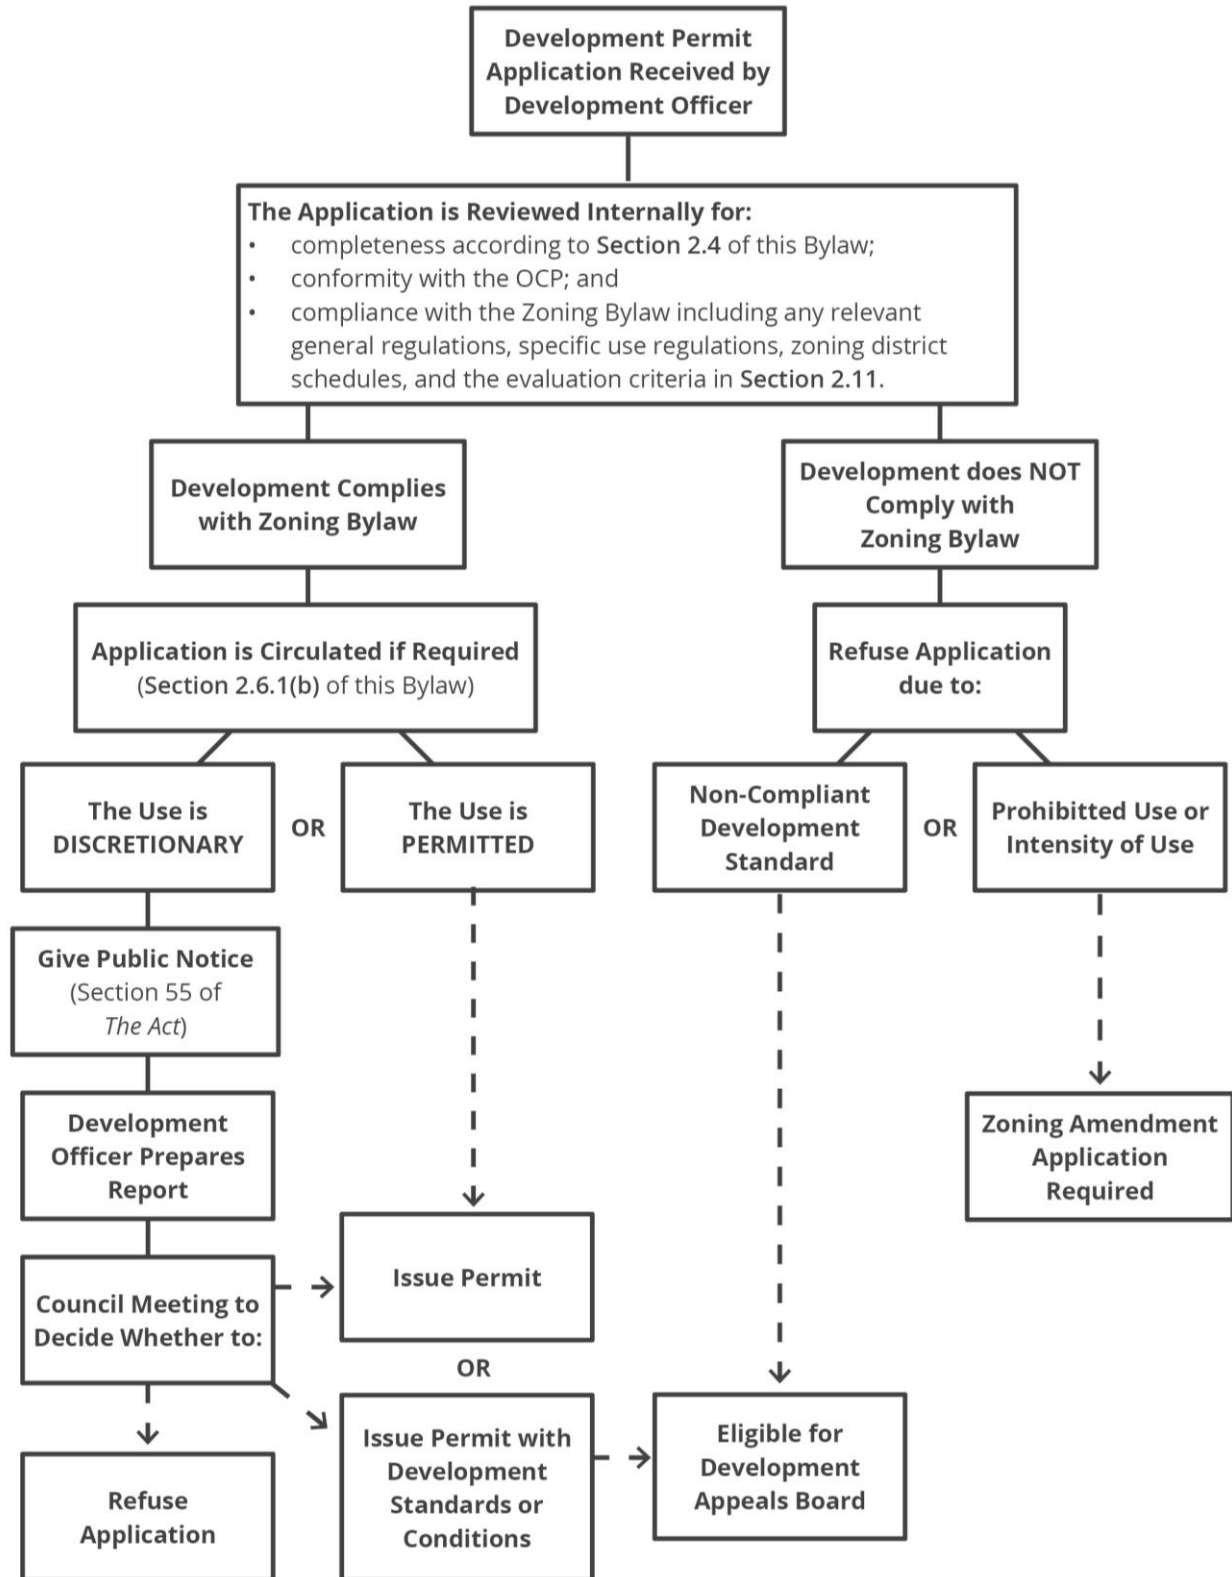 Development Permit
Application Received by
Development Officer
The Application is Reviewed Internally for:
• completeness according to Section 2.4 of this Bylaw;
• conformity with the OCP; and
• compliance with the Zoning Bylaw including any relevant
general regulations, specific use regulations, zoning district
schedules, and the evaluation criteria in Section 2.11.
Development Complies
with Zoning Bylaw
Development does NOT
Comply with
Zoning Bylaw
Application is Circulated if Required
(Section 2.6.1(b) of this Bylaw)
Refuse Application
due to:
The Use is
DISCRETIONARY
OR
The Use is
PERMITTED
Non-Compliant
Development
Standard
OR
Prohibitted Use or
Intensity of Use
Give Public Notice
(Section 55 of
The Act)
Development
Officer Prepares
Report
Zoning Amendment
Application
Required
Council Meeting to
Decide Whether to:
Issue Permit
OR
Refuse
Application
Issue Permit with
Development
Standards or
Conditions
Eligible for
Development
Appeals Board